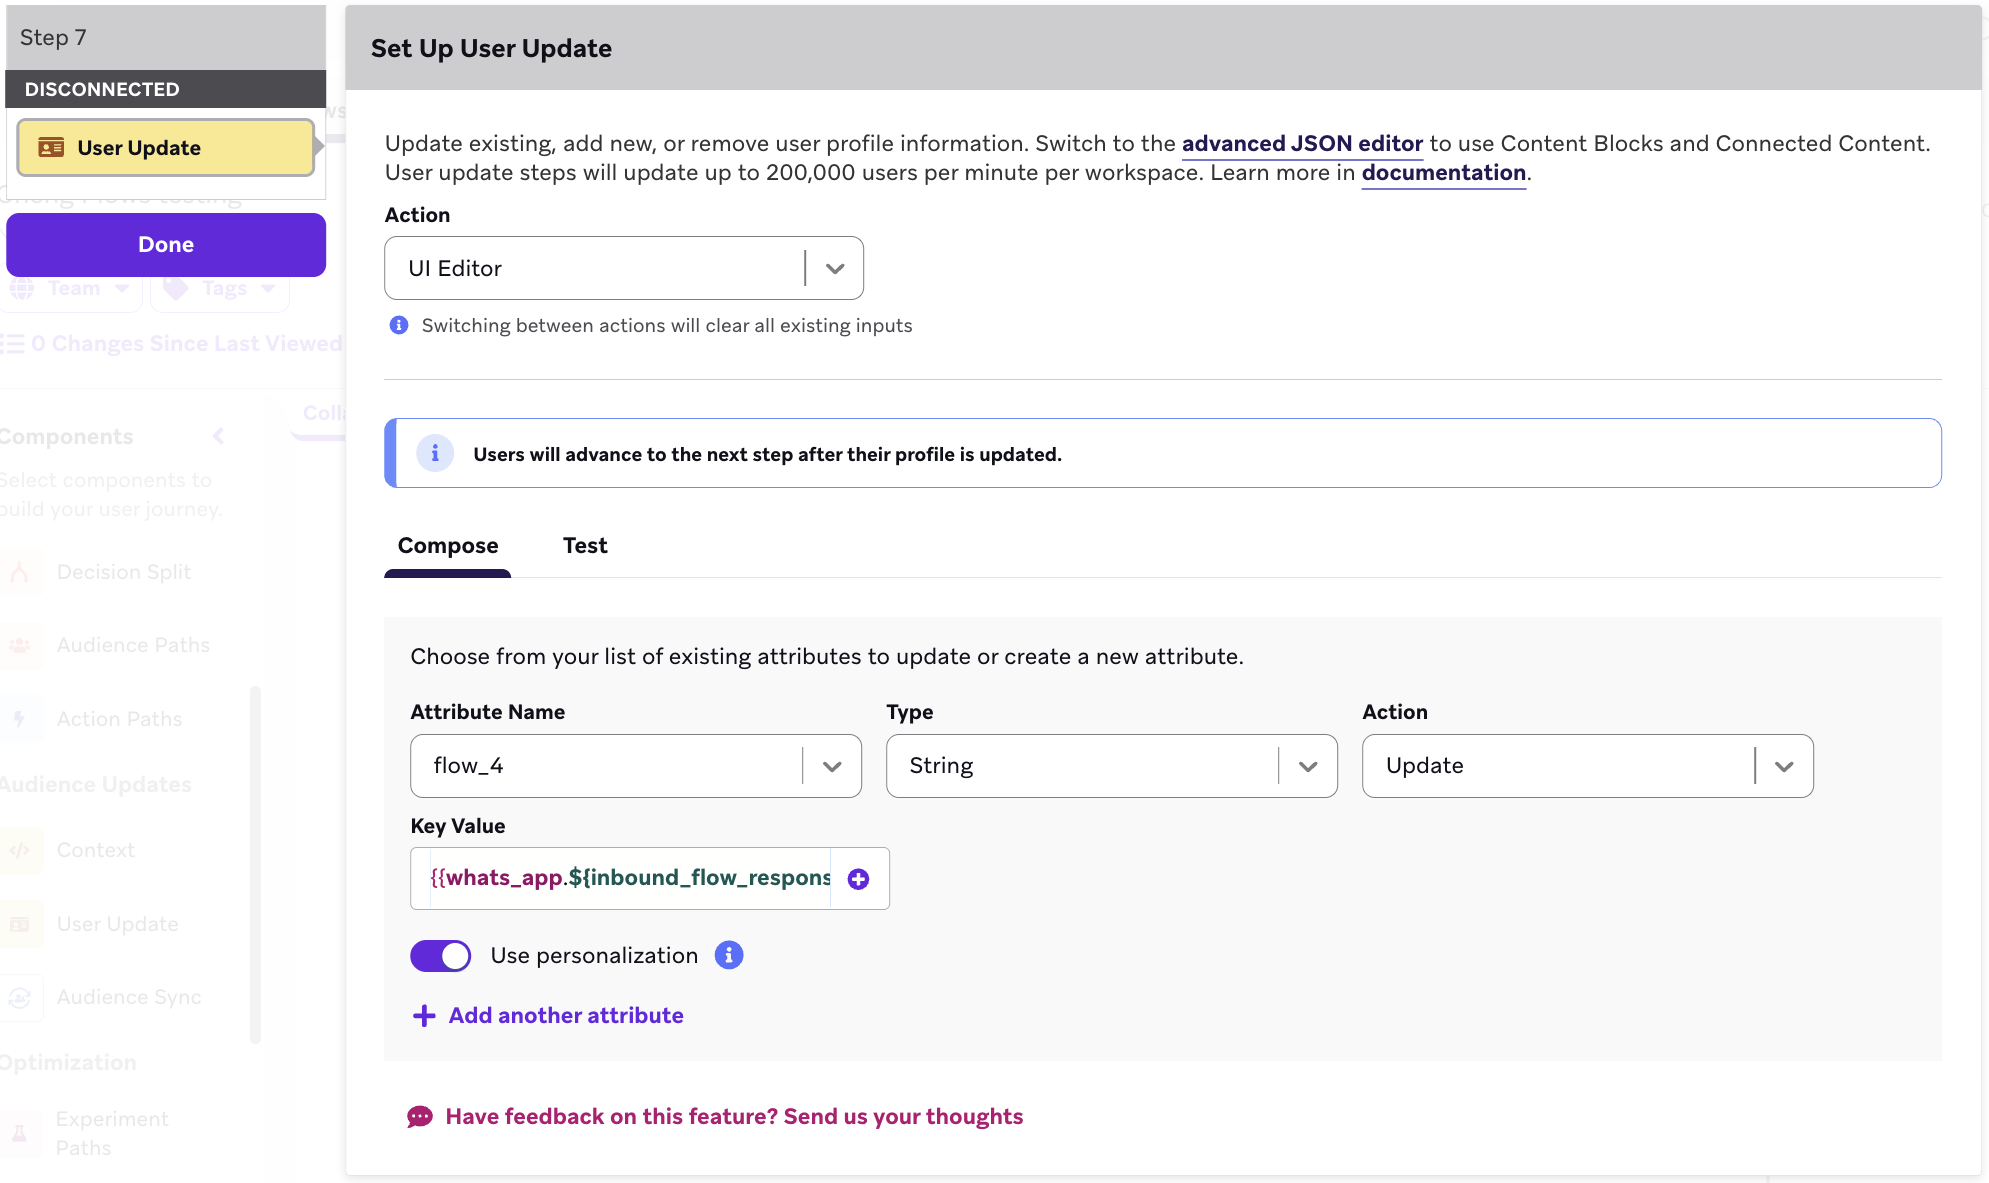 Step 7
DISCONNECTED
User Update
Done
Team
Tags
0 Changes Since Last Viewed
Components
Select components to
build your user journey.
Decision Split
Audience Paths
Action Paths
Audience Updates
Context
User Update
Audience Sync
Optimization
Experiment
Paths
Set Up User Update
Update existing, add new, or remove user profile information. Switch to the advanced JSON editor to use Content Blocks and Connected Content.
User update steps will update up to 200,000 users per minute per workspace. Learn more in documentation.
Action
UI Editor
Switching between actions will clear all existing inputs
Users will advance to the next step after their profile is updated.
Compose Test
Choose from your list of existing attributes to update or create a new attribute.
Attribute Name Type Action
flow_4 String Update
Key Value
{{whats_app.${inbound_flow_respons
Use personalization
Add another attribute
Have feedback on this feature? Send us your thoughts